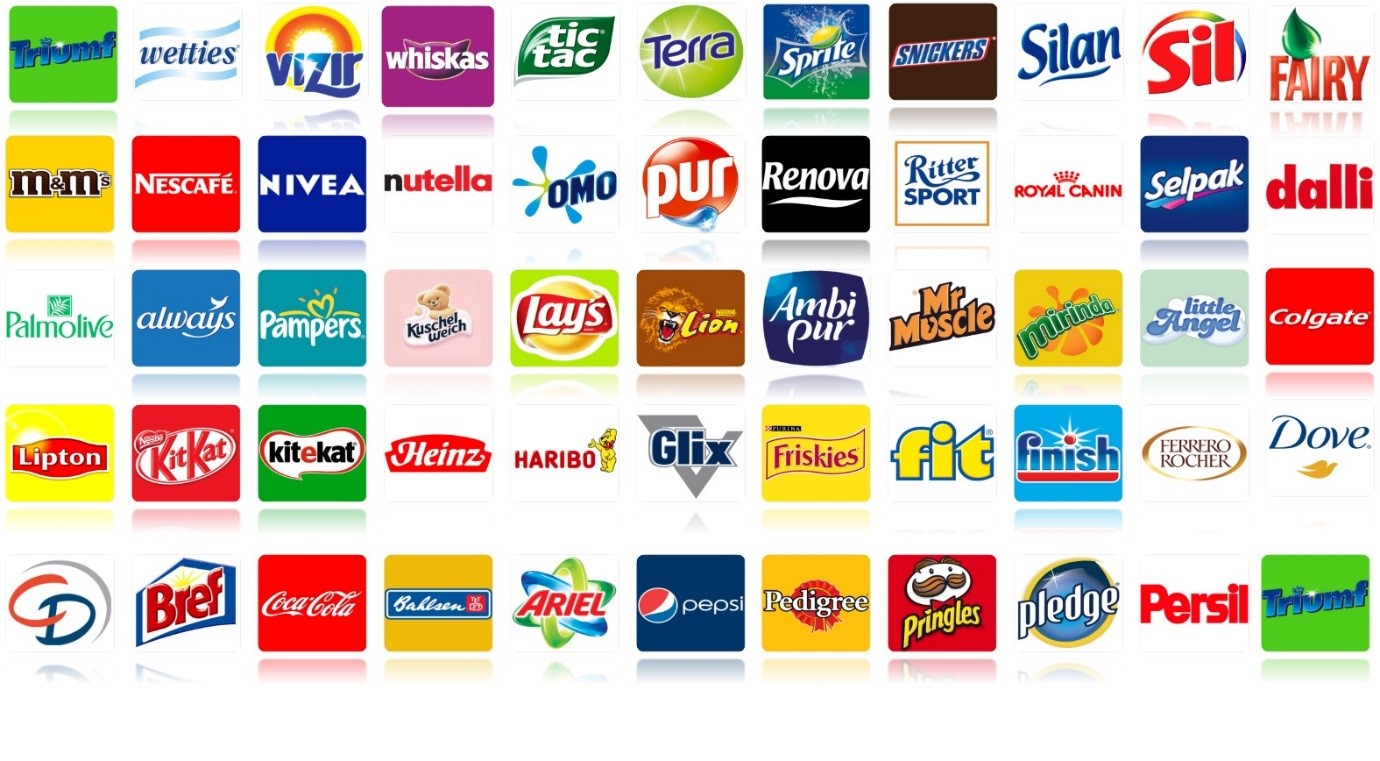 Triumf
wetties
vizir
whiskas
tic
tac
Terra
Sprite
SNICKERS
Silan
Sil
FAIRY
m&m's
NESCAFÉ
NIVEA
nutella
OMO
pur
Renova
Ritter
SPORT
ROYAL CANIN
Selpak
dalli
Palmolive
always
Pampers
Kuschel
weich
Lay's
Nestlé
Lion
Ambi
pur
Mr
Muscle
mirinda
little
Angel
Colgate
Lipton
Nestlé
KitKat
kitekat
Heinz
HARIBO
Glix
PURINA
Friskies
fit
finish
FERRERO
ROCHER
Dove
CD
Bref
Coca-Cola
Bahlsen
ARIEL
pepsi
Pedigree
Pringles
pledge
Persil
Triumf